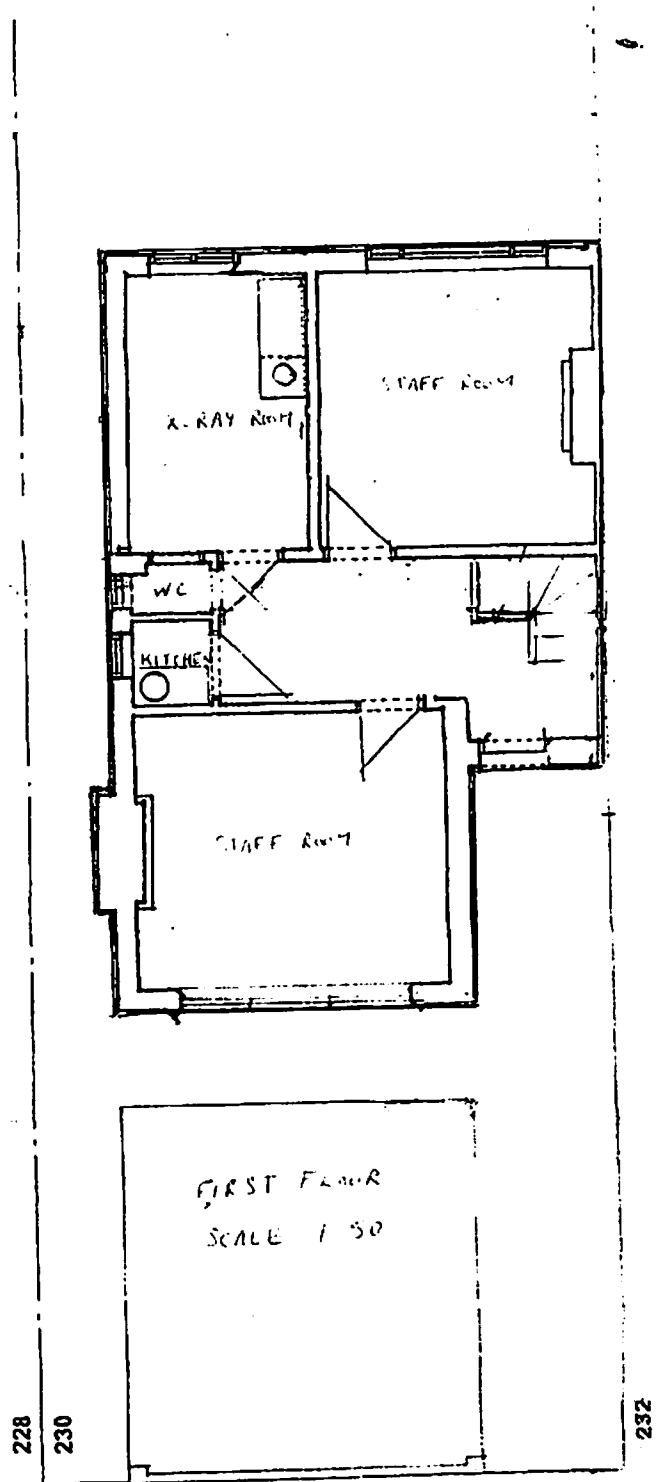 X-RAY ROOM
STAFF ROOM
WC
KITCHEN
STAFF ROOM
FIRST FLOOR
SCALE 1 50
228
230
232